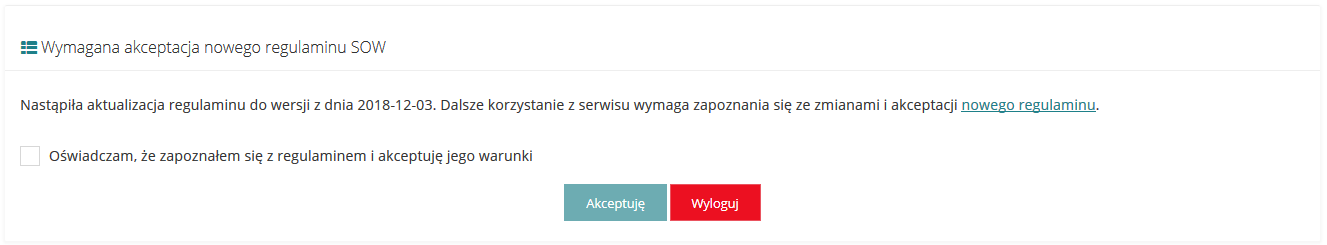 Wymagana akceptacja nowego regulaminu SOW
Nastąpiła aktualizacja regulaminu do wersji z dnia 2018-12-03. Dalsze korzystanie z serwisu wymaga zapoznania się ze zmianami i akceptacji nowego regulaminu.
Oświadczam, że zapoznałem się z regulaminem i akceptuję jego warunki
Akceptuję Wyloguj